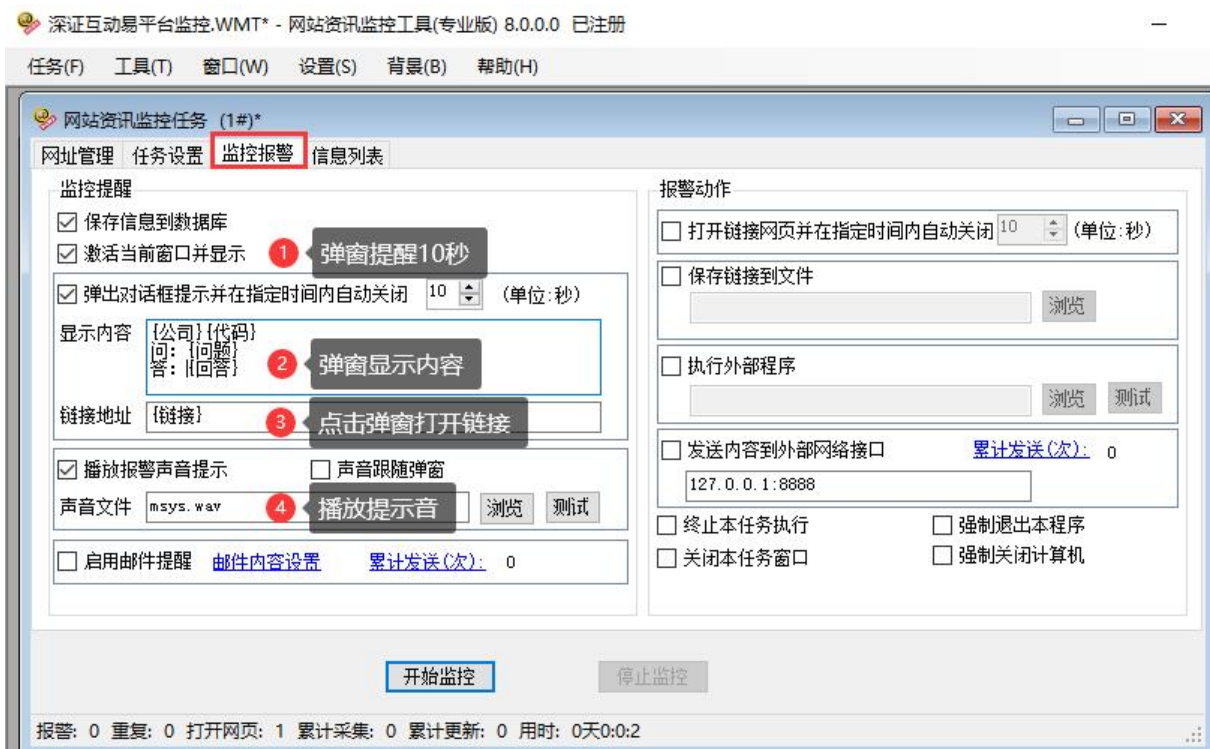 深证互动易平台监控.WMT* - 网站资讯监控工具(专业版) 8.0.0.0 已注册
任务(F) 工具(T) 窗口(W) 设置(S) 背景(B) 帮助(H)
网站资讯监控任务 (1#)*
网址管理 任务设置 监控报警 信息列表
监控提醒
保存信息到数据库
激活当前窗口并显示
1 弹窗提醒10秒
弹出对话框提示并在指定时间内自动关闭 10 (单位:秒)
显示内容
{公司}{代码}
问: {问题}
答: {回答}
2 弹窗显示内容
链接地址 {链接}
3 点击弹窗打开链接
播放报警声音提示 声音跟随弹窗
声音文件 msys.wav 4 播放提示音 浏览 测试
启用邮件提醒 邮件内容设置 累计发送(次): 0
报警动作
打开链接网页并在指定时间内自动关闭 10 (单位:秒)
保存链接到文件
浏览
执行外部程序
浏览 测试
发送内容到外部网络接口 累计发送(次): 0
127.0.0.1:8888
终止本任务执行 强制退出本程序
关闭本任务窗口 强制关闭计算机
开始监控 停止监控
报警: 0 重复: 0 打开网页: 1 累计采集: 0 累计更新: 0 用时: 0天0:0:2